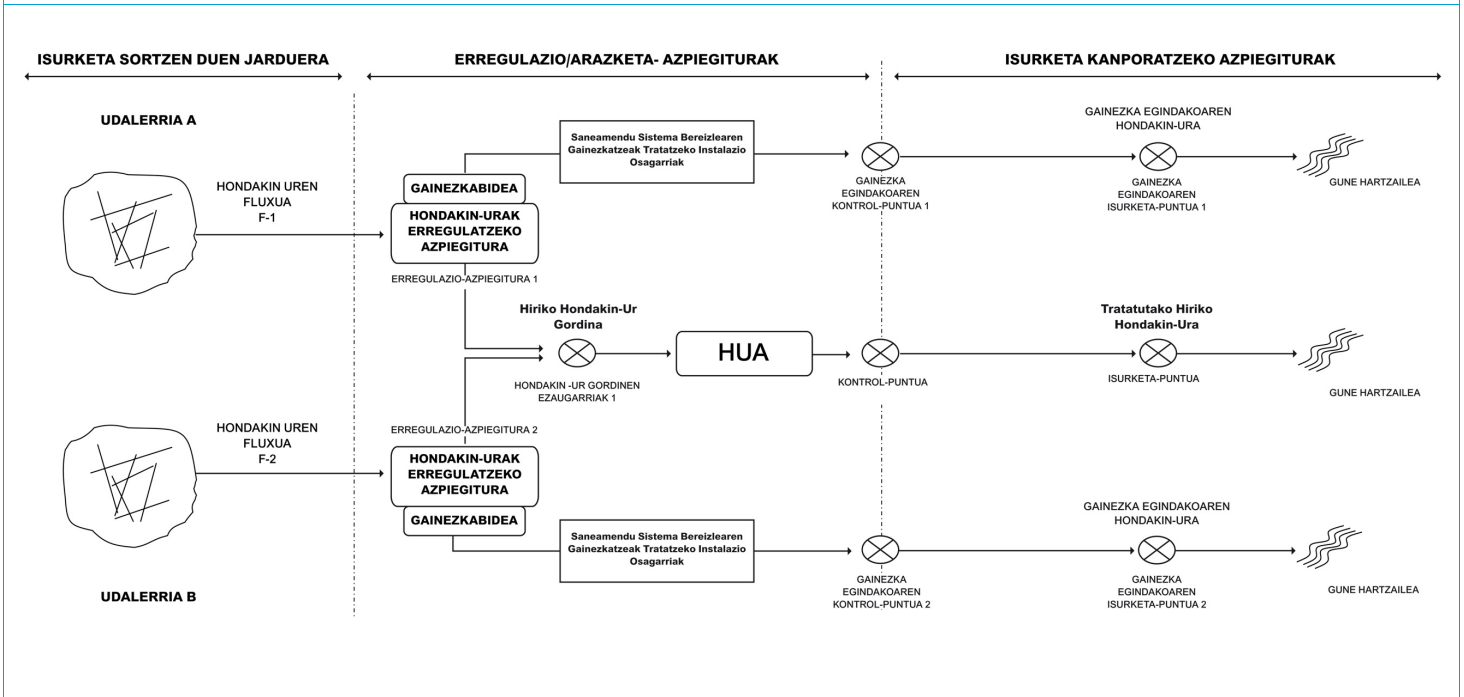 ISURKETA SORTZEN DUEN JARDUERA
ERREGULAZIO/ARAZKETA- AZPIEGITURAK
ISURKETA KANPORATZEKO AZPIEGITURAK
UDALERRIA A
HONDAKIN UREN
FLUXUA
F-1
GAINEZKABIDEA
HONDAKIN-URAK
ERREGULATZEKO
AZPIEGITURA
ERREGULAZIO-AZPIEGITURA 1
Saneamendu Sistema Bereizlearen
Gainezkatzeak Tratatzeko Instalazio
Osagarriak
GAINEZKA
EGINDAKOAREN
KONTROL-PUNTUA 1
GAINEZKA EGINDAKOAREN
HONDAKIN-URA
GAINEZKA
EGINDAKOAREN
ISURKETA-PUNTUA 1
GUNE HARTZAILEA
Hiriko Hondakin-Ur
Gordina
HONDAKIN -UR GORDINEN
EZAUGARRIAK 1
HUA
KONTROL-PUNTUA
Tratatutako Hiriko
Hondakin-Ura
ISURKETA-PUNTUA
GUNE HARTZAILEA
HONDAKIN UREN
FLUXUA
F-2
UDALERRIA B
ERREGULAZIO-AZPIEGITURA 2
HONDAKIN-URAK
ERREGULATZEKO
AZPIEGITURA
GAINEZKABIDEA
Saneamendu Sistema Bereizlearen
Gainezkatzeak Tratatzeko Instalazio
Osagarriak
GAINEZKA
EGINDAKOAREN
KONTROL-PUNTUA 2
GAINEZKA EGINDAKOAREN
HONDAKIN-URA
GAINEZKA
EGINDAKOAREN
ISURKETA-PUNTUA 2
GUNE HARTZAILEA